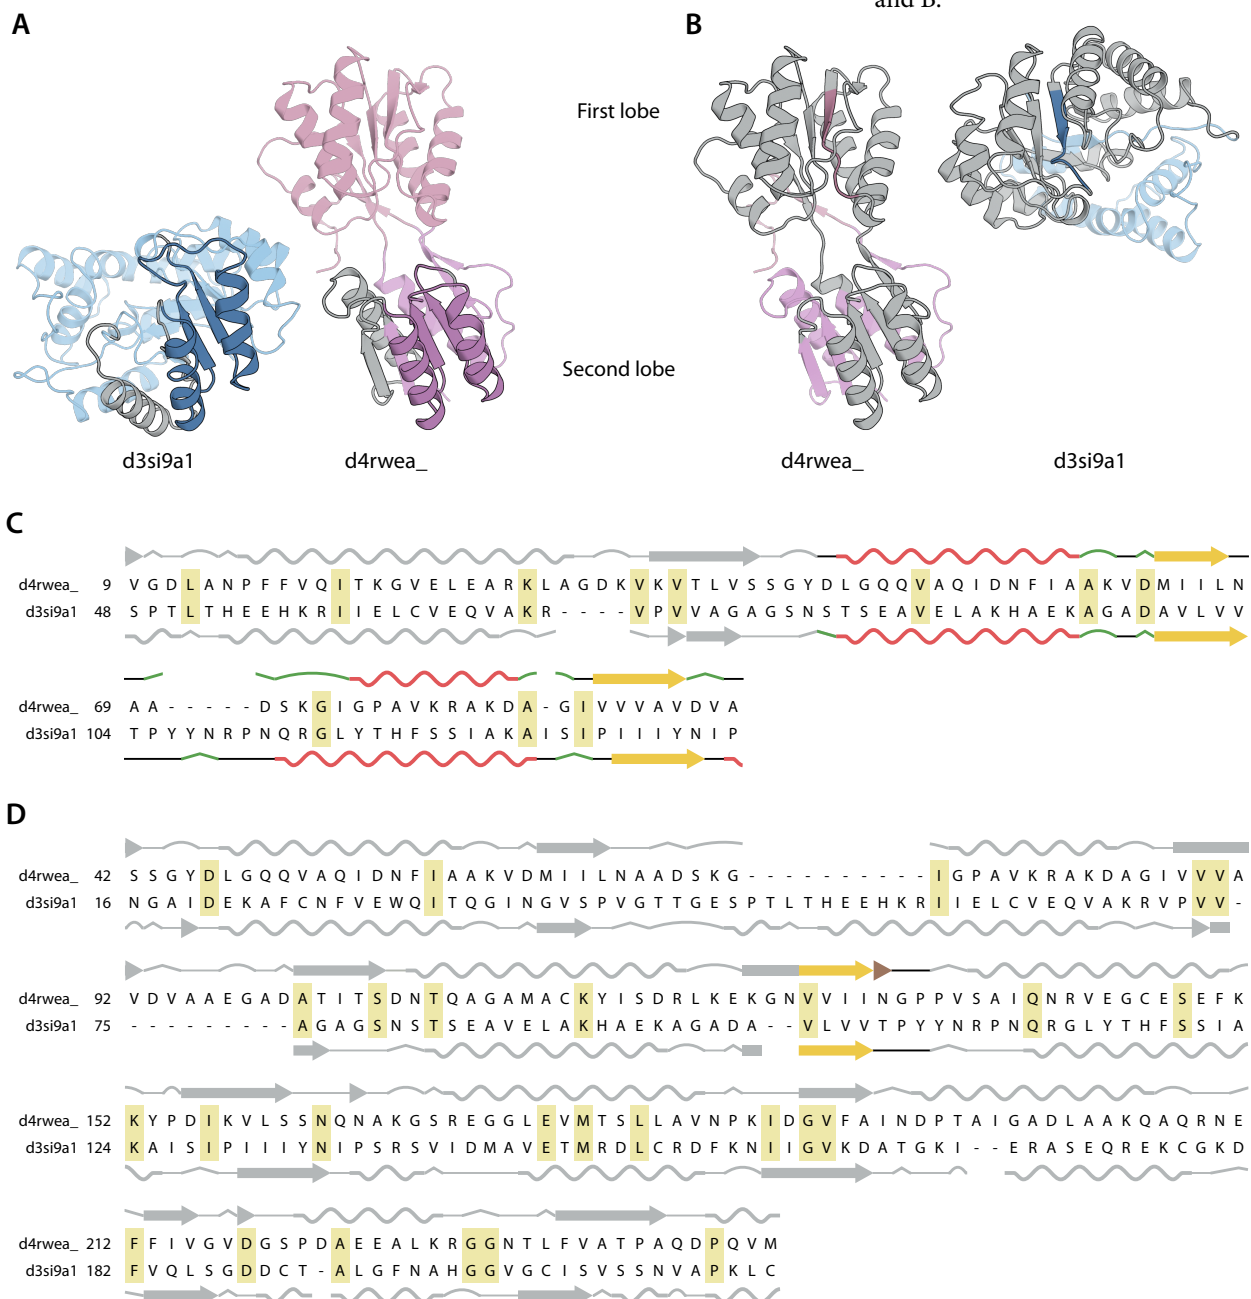 and B.
A
B
First lobe
Second lobe
d3si9a1
d4rwea_
d4rwea_
d3si9a1
C
d4rwea_ 9 V G D L A N P F F V Q I T K G V E L E A R K L A G D K V K V T L V S S G Y D L G Q Q V A Q I D N F I A A K V D M I I L N
d3si9a1 48 S P T L T H E E H K R I I E L C V E Q V A K R - - - - V P V V A G A G S N S T S E A V E L A K H A E K A G A D A V L V V
d4rwea_ 69 A A - - - - - D S K G I G P A V K R A K D A - G I V V V A V D V A
d3si9a1 104 T P Y Y N R P N Q R G L Y T H F S S I A K A I S I P I I I Y N I P
D
d4rwea_ 42 S S G Y D L G Q Q V A Q I D N F I A A K V D M I I L N A A D S K G - - - - - - - - - - I G P A V K R A K D A G I V V V A
d3si9a1 16 N G A I D E K A F C N F V E W Q I T Q G I N G V S P V G T T G E S P T L T H E E H K R I I E L C V E Q V A K R V P V V -
d4rwea_ 92 V D V A A E G A D A T I T S D N T Q A G A M A C K Y I S D R L K E K G N V V I I N G P P V S A I Q N R V E G C E S E F K
d3si9a1 75 - - - - - - - - - A G A G S N S T S E A V E L A K H A E K A G A D A - - V L V V T P Y Y N R P N Q R G L Y T H F S S I A
d4rwea_ 152 K Y P D I K V L S S N Q N A K G S R E G G L E V M T S L L A V N P K I D G V F A I N D P T A I G A D L A A K Q A Q R N E
d3si9a1 124 K A I S I P I I I Y N I P S R S V I D M A V E T M R D L C R D F K N I I G V K D A T G K I - - E R A S E Q R E K C G K D
d4rwea_ 212 F F I V G V D G S P D A E E A L K R G G N T L F V A T P A Q D P Q V M
d3si9a1 182 F V Q L S G D D C T - A L G F N A H G G V G C I S V S S N V A P K L C